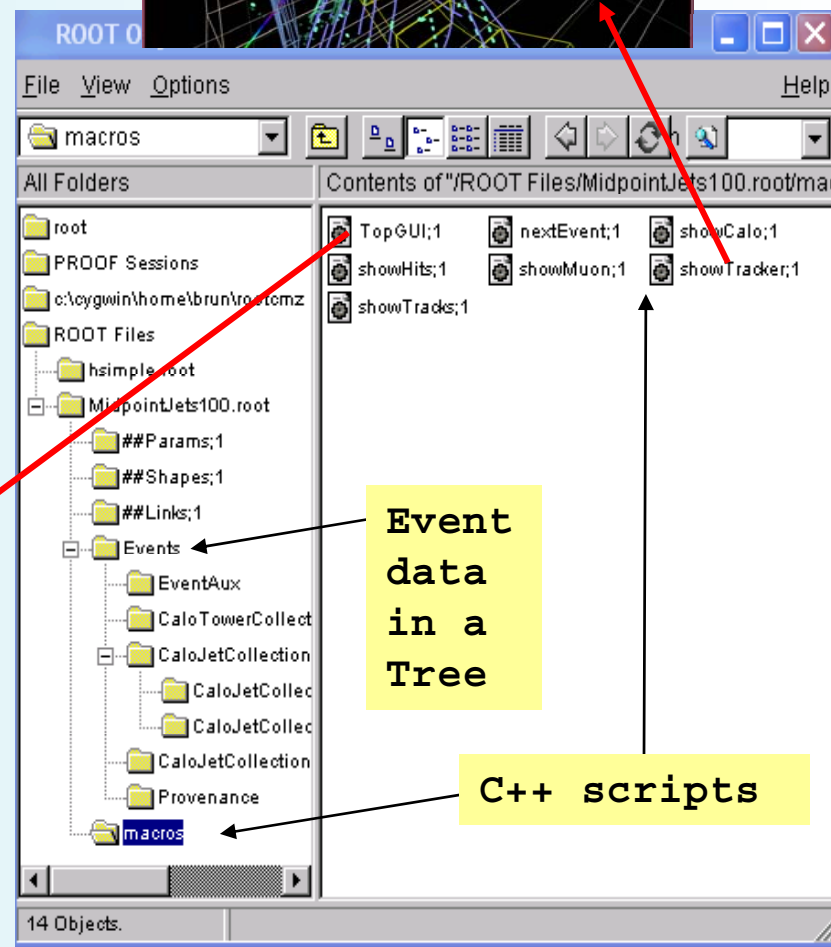 ROOT O
File View Options Help
macros
All Folders
Contents of "/ROOT Files/MidpointJets100.root/mac
root
PROOF Sessions
c:\cygwin\home\brun\rootcmz
ROOT Files
hsimple.root
MidpointJets100.root
##Params;1
##Shapes;1
##Links;1
Events
EventAux
CaloTowerCollect
CaloJetCollection
CaloJetCollec
CaloJetCollec
CaloJetCollection
Provenance
macros
TopGUI;1 nextEvent;1 showCalo;1
showHits;1 showMuon;1 showTracker;1
showTracks;1
Event
data
in a
Tree
C++ scripts
14 Objects.